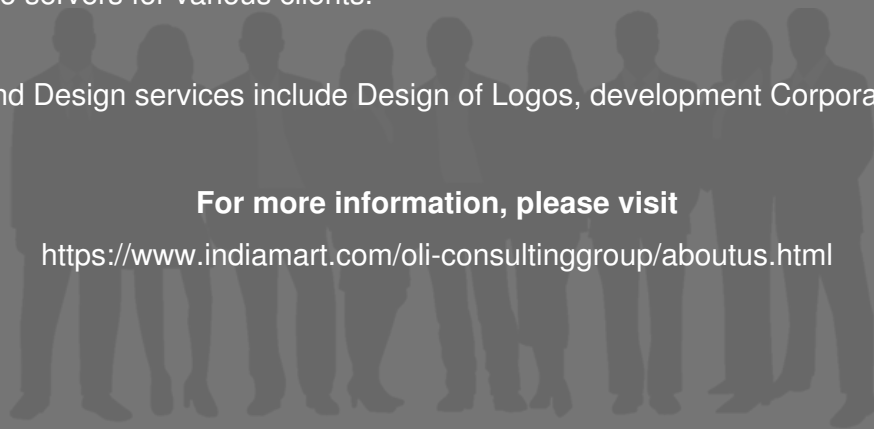 servers for various clients.
nd Design services include Design of Logos, development Corpora
For more information, please visit
https://www.indiamart.com/oli-consultinggroup/aboutus.html